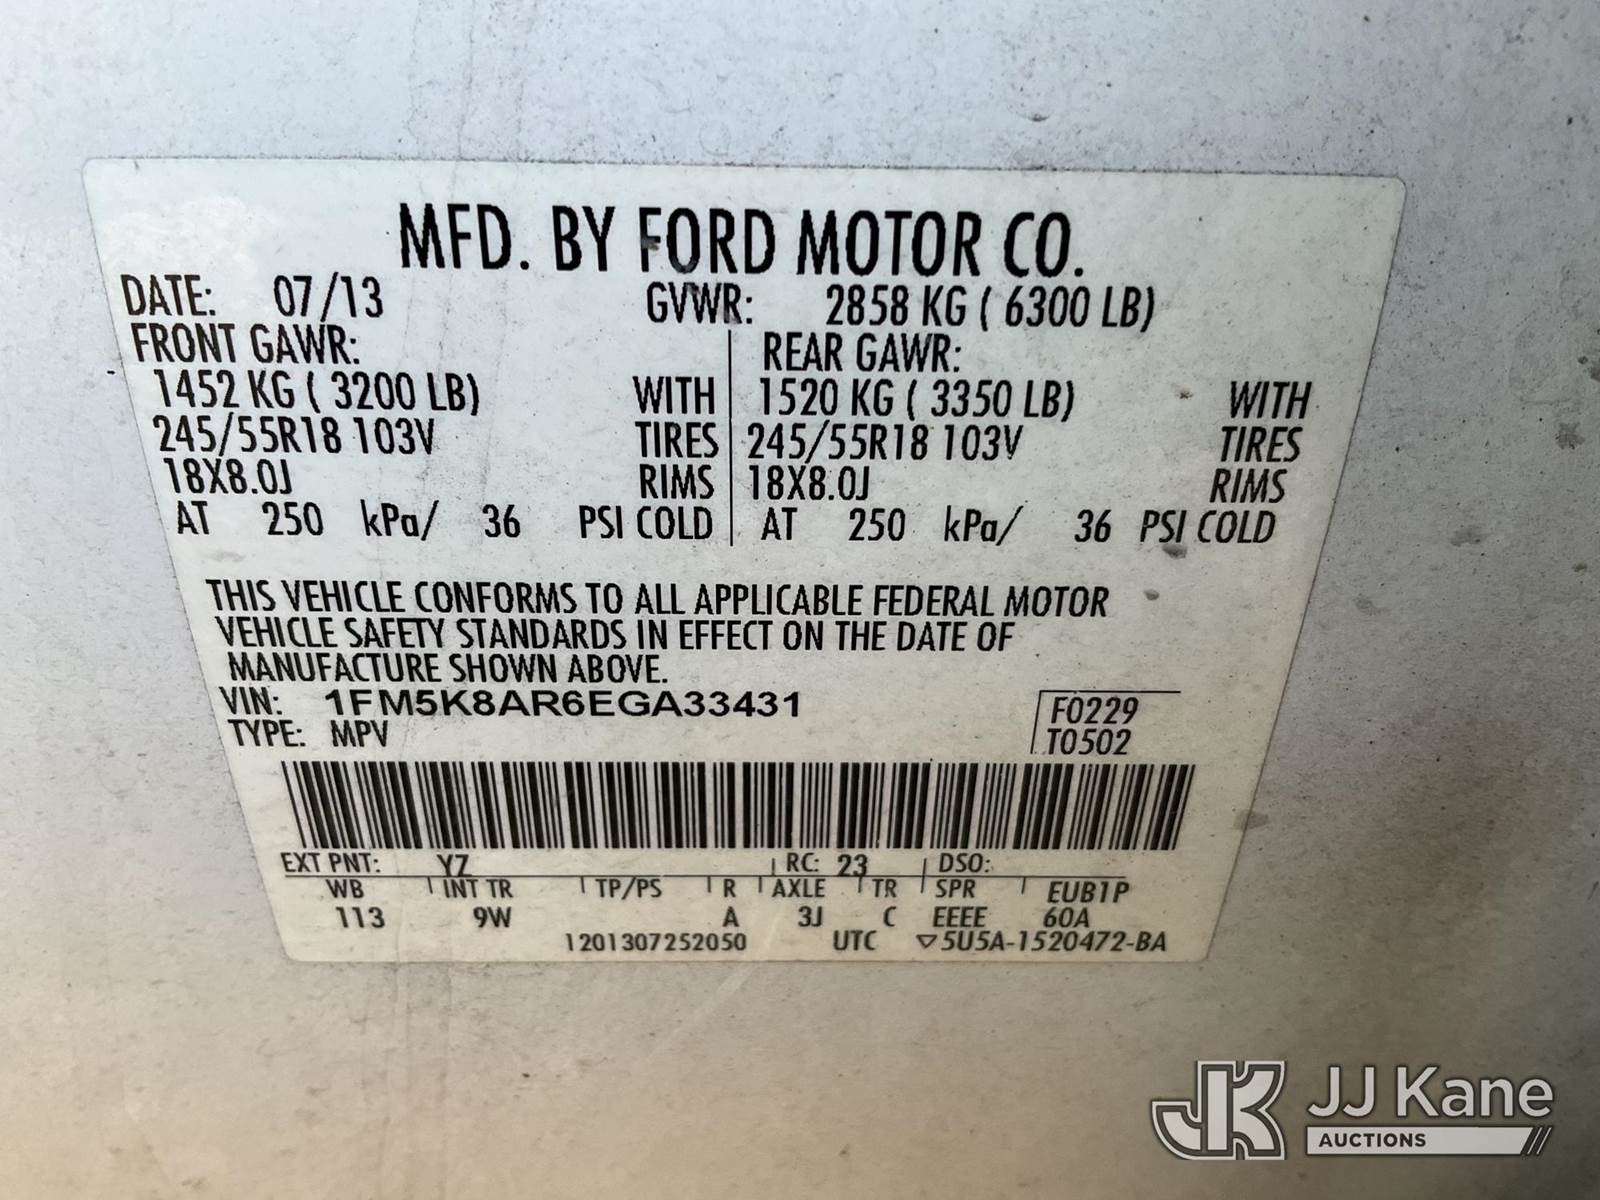 MFD. BY FORD MOTOR CO.
DATE: 07/13 GVWR: 2858 KG ( 6300 LB)
FRONT GAWR: REAR GAWR:
1452 KG ( 3200 LB) WITH 1520 KG ( 3350 LB) WITH
245/55R18 103V TIRES 245/55R18 103V TIRES
18X8.0J RIMS 18X8.0J RIMS
AT 250 kPa/ 36 PSI COLD AT 250 kPa/ 36 PSI COLD
THIS VEHICLE CONFORMS TO ALL APPLICABLE FEDERAL MOTOR
VEHICLE SAFETY STANDARDS IN EFFECT ON THE DATE OF
MANUFACTURE SHOWN ABOVE.
VIN: 1FM5K8AR6EGA33431 F0229
TYPE: MPV T0502
EXT PNT: YZ RC: 23 DSO:
WB INT TR TP/PS R AXLE TR SPR EUB1P
113 9W A 3J C EEEE 60A
1201307252050 UTC ▽5U5A-1520472-BA
JK JJ Kane
AUCTIONS